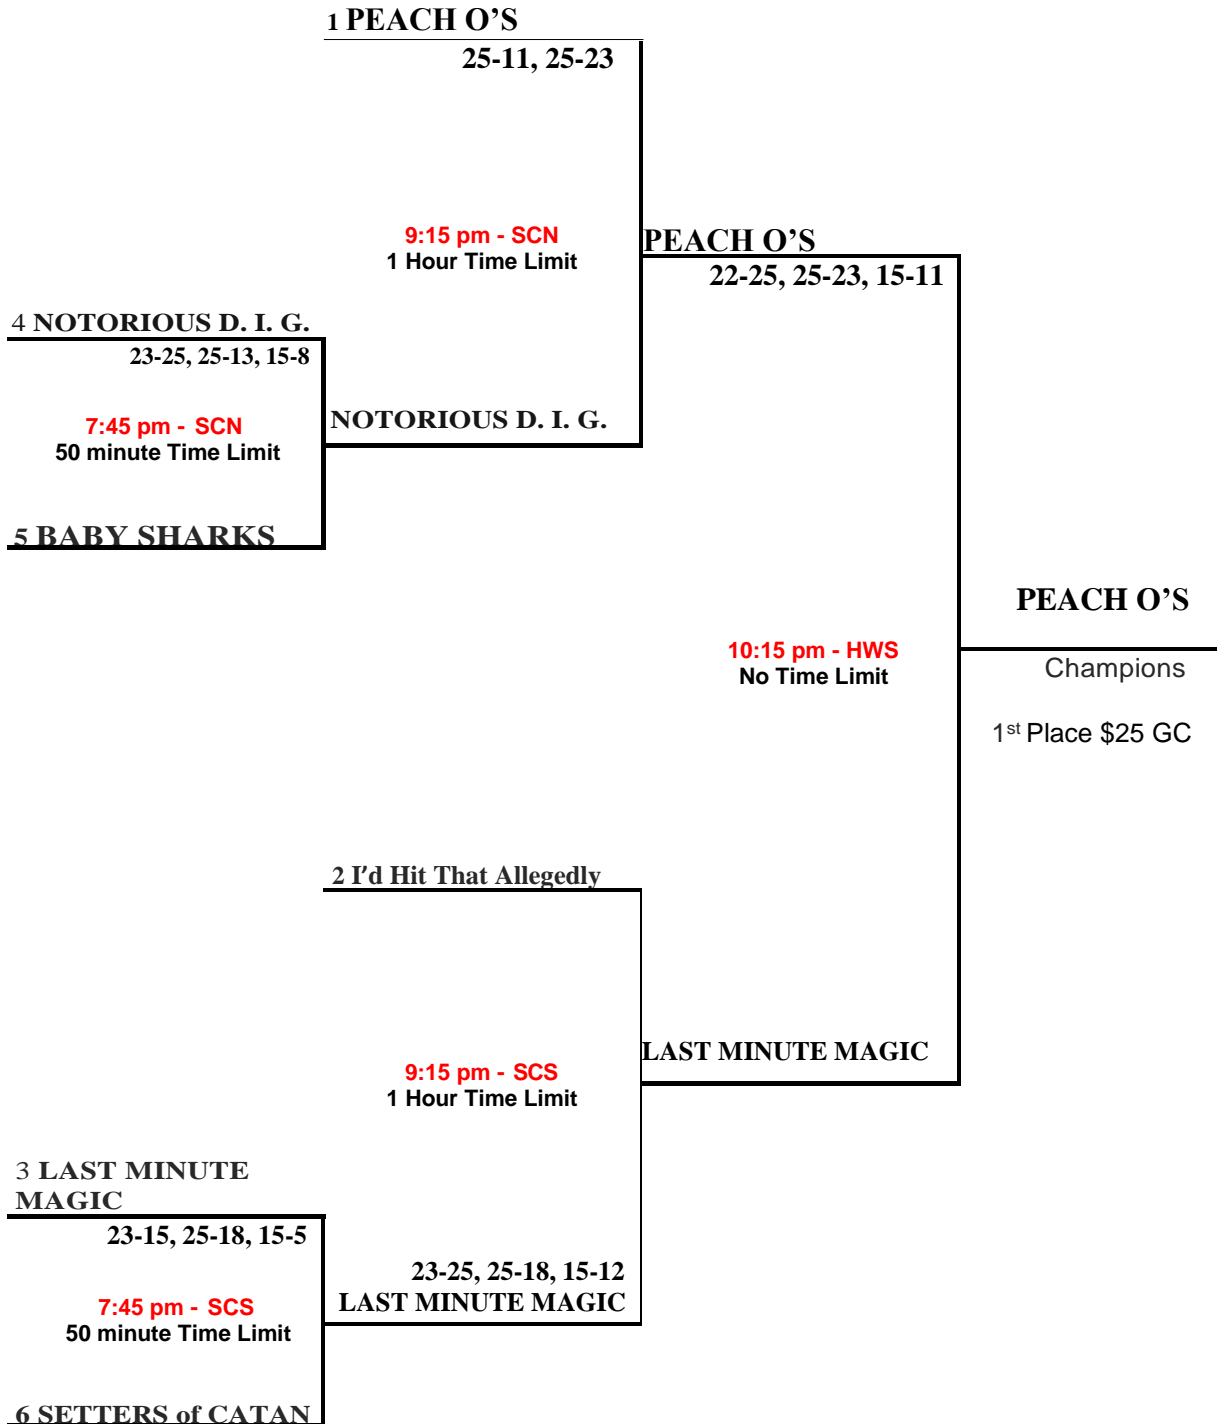 1 PEACH O’S
25-11, 25-23
9:15 pm - SCN
1 Hour Time Limit
PEACH O’S
22-25, 25-23, 15-11
4 NOTORIOUS D. I. G.
23-25, 25-13, 15-8
7:45 pm - SCN
50 minute Time Limit
NOTORIOUS D. I. G.
5 BABY SHARKS
PEACH O’S
10:15 pm - HWS
No Time Limit
Champions
1st Place $25 GC
2 I’d Hit That Allegedly
9:15 pm - SCS
1 Hour Time Limit
LAST MINUTE MAGIC
3 LAST MINUTE
MAGIC
23-15, 25-18, 15-5
7:45 pm - SCS
50 minute Time Limit
23-25, 25-18, 15-12
LAST MINUTE MAGIC
6 SETTERS of CATAN